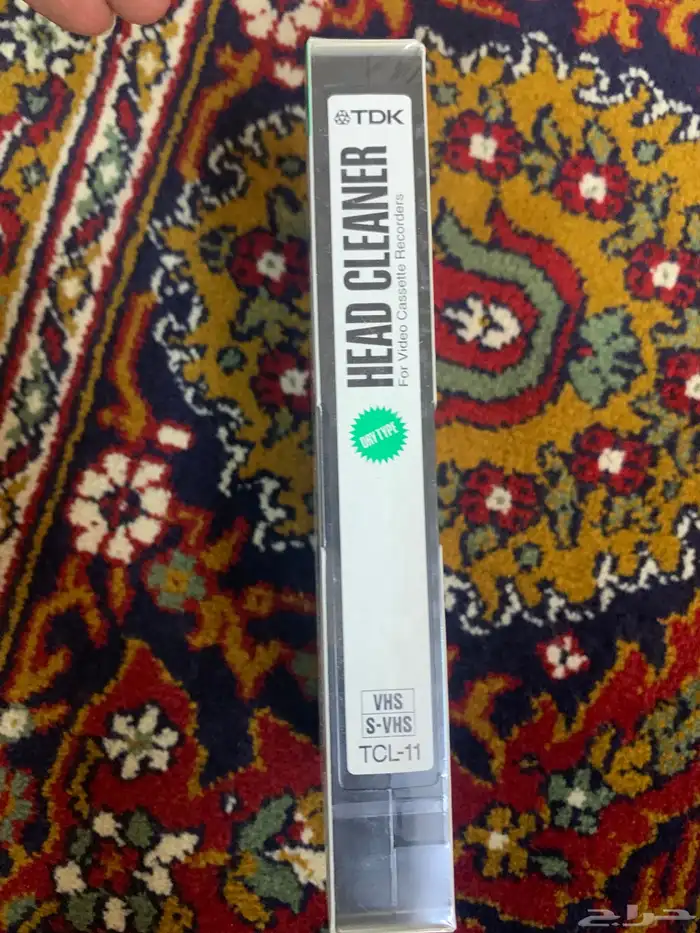 TDK
HEAD CLEANER
For Video Cassette Recorders
DRY TYPE
VHS
S-VHS
TCL-11
حراج